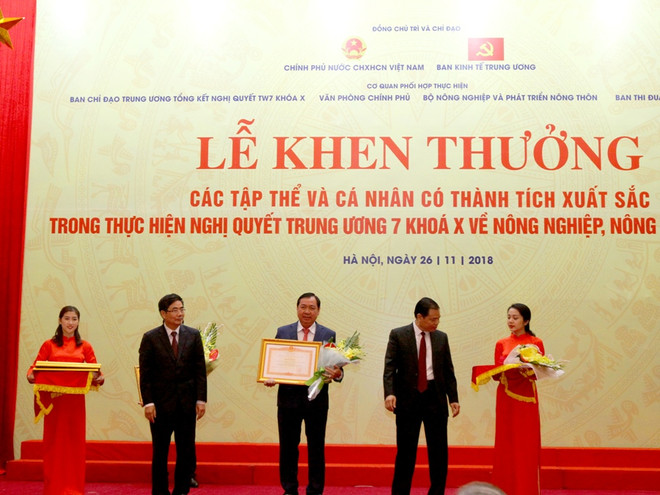 ĐỒNG CHỦ TRÌ VÀ CHỈ ĐẠO
CHÍNH PHỦ NƯỚC CHXHCN VIỆT NAM BAN KINH TẾ TRUNG ƯƠNG
CƠ QUAN PHỐI HỢP THỰC HIỆN
BAN CHỈ ĐẠO TRUNG ƯƠNG TỔNG KẾT NGHỊ QUYẾT TW7 KHÓA X VĂN PHÒNG CHÍNH PHỦ BỘ NÔNG NGHIỆP VÀ PHÁT TRIỂN NÔNG THÔN BAN THI ĐUA
LỄ KHEN THƯỞNG
CÁC TẬP THỂ VÀ CÁ NHÂN CÓ THÀNH TÍCH XUẤT SẮC
TRONG THỰC HIỆN NGHỊ QUYẾT TRUNG ƯƠNG 7 KHOÁ X VỀ NÔNG NGHIỆP, NÔNG
HÀ NỘI, NGÀY 26 | 11 | 2018